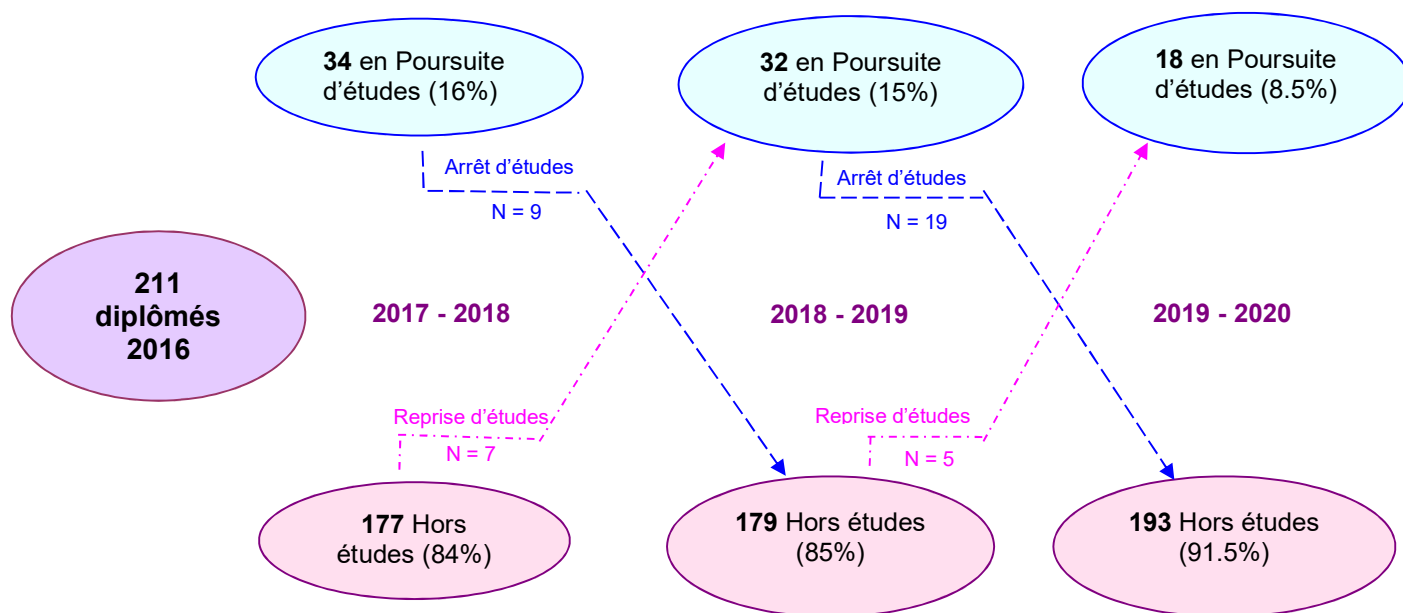 34 en Poursuite
d’études (16%)
32 en Poursuite
d’études (15%)
18 en Poursuite
d’études (8.5%)
Arrêt d’études
N = 9
Arrêt d’études
N = 19
211
diplômés
2016
2017 - 2018
2018 - 2019
2019 - 2020
Reprise d’études
N = 7
Reprise d’études
N = 5
177 Hors
études (84%)
179 Hors études
(85%)
193 Hors études
(91.5%)